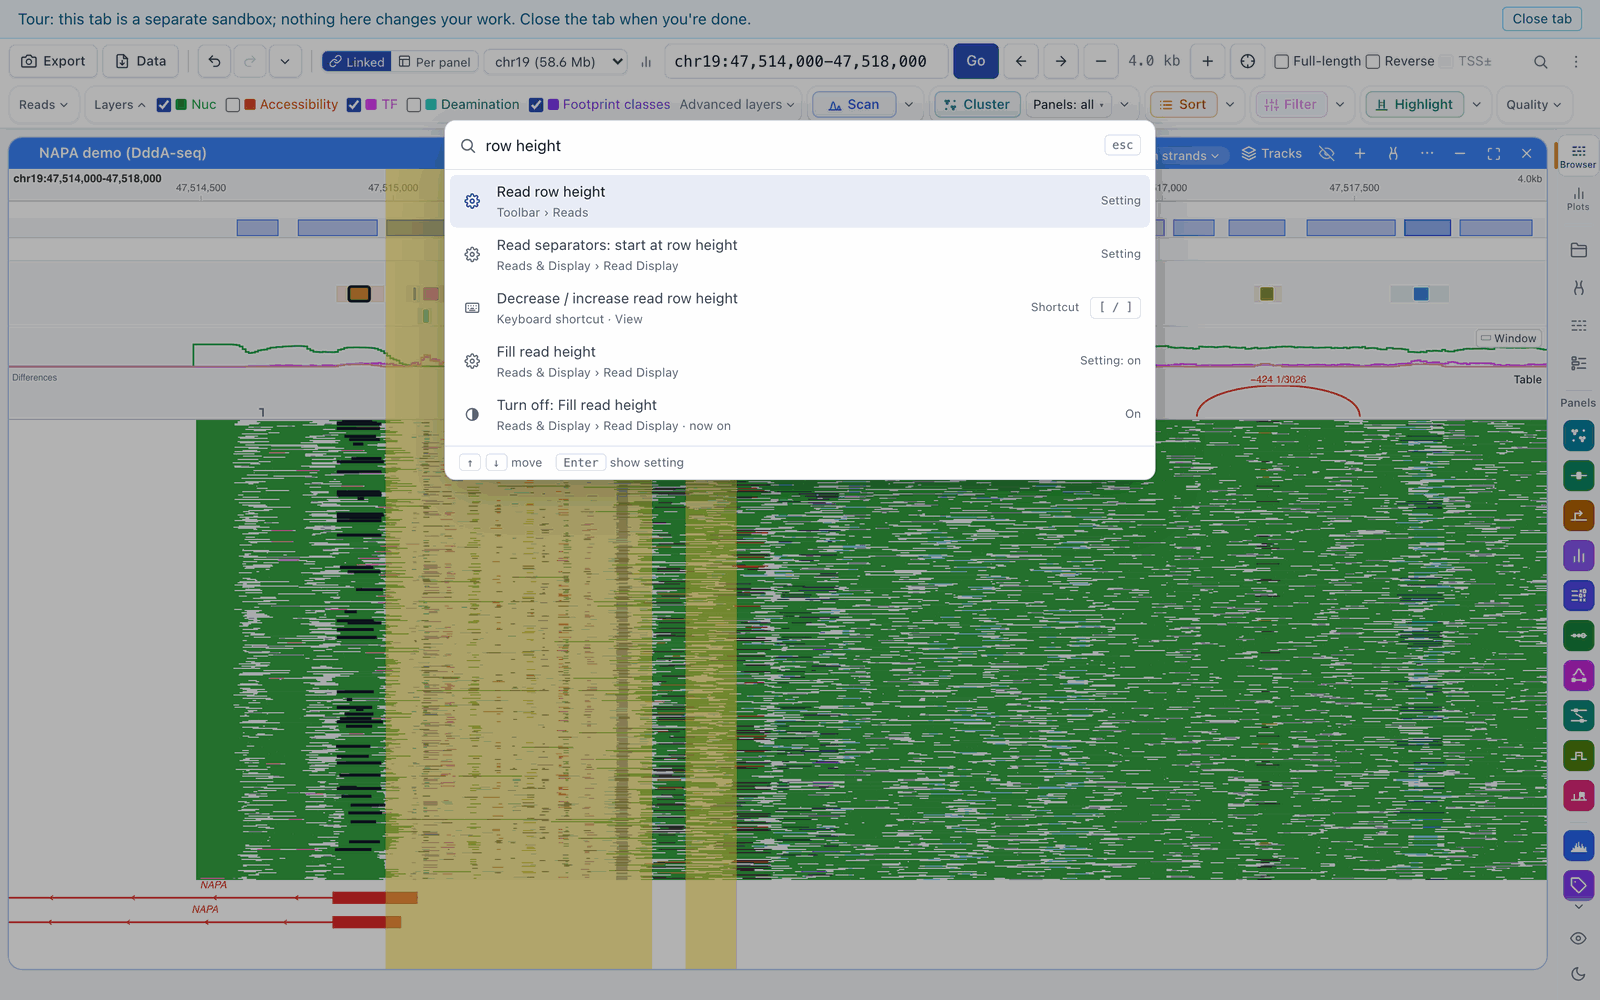 Tour: this tab is a separate sandbox; nothing here changes your work. Close the tab when you're done.
Close tab
Export
Data
Linked
Per panel
chr19 (58.6 Mb)
chr19:47,514,000–47,518,000
Go
4.0 kb
Full-length
Reverse
TSS±
Reads
Layers
Nuc
Accessibility
TF
Deamination
Footprint classes
Advanced layers
Scan
Cluster
Panels: all
Sort
Filter
Highlight
Quality
NAPA demo (DddA-seq)
strands
Tracks
Browser
Plots
Panels
chr19:47,514,000-47,518,000
47,514,500
47,515,000
47,517,500
4.0kb
row height
esc
Read row height
Toolbar › Reads
Setting
Read separators: start at row height
Reads & Display › Read Display
Setting
Decrease / increase read row height
Keyboard shortcut · View
Shortcut
[ / ]
Fill read height
Reads & Display › Read Display
Setting: on
Turn off: Fill read height
Reads & Display › Read Display · now on
On
↑ ↓ move Enter show setting
Window
Differences
−424 1/3026
Table
NAPA
NAPA